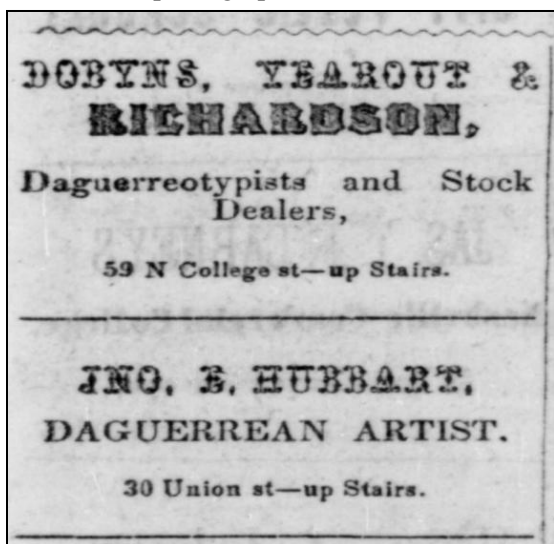 DOBYNS, YEAROUT &
RICHARDSON,
Daguerreotypists and Stock
Dealers,
59 N College st—up Stairs.
JNO. E. HUBBART,
DAGUERREAN ARTIST.
30 Union st—up Stairs.